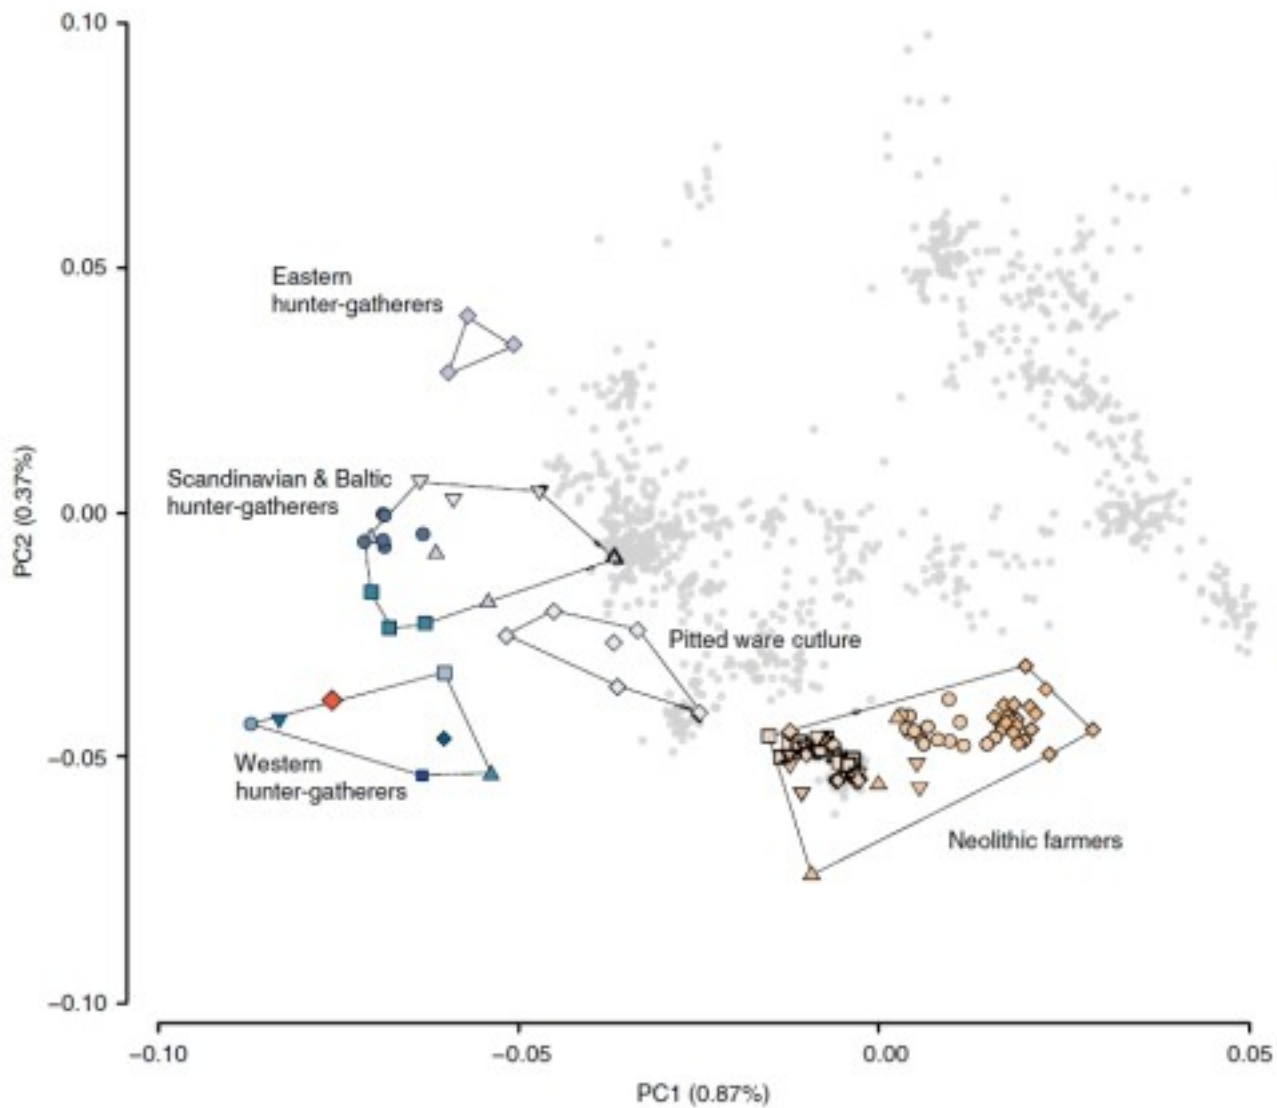 0.10
0.05
0.00
−0.05
−0.10
PC2 (0.37%)
Eastern
hunter-gatherers
Scandinavian & Baltic
hunter-gatherers
Pitted ware cutlure
Western
hunter-gatherers
Neolithic farmers
−0.10
−0.05
0.00
0.05
PC1 (0.87%)